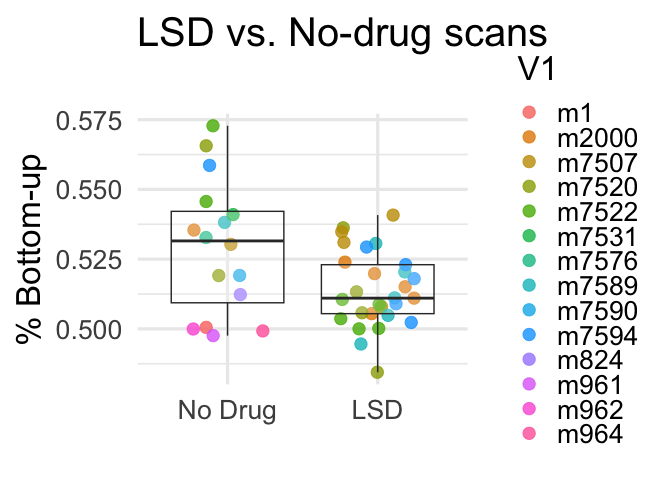 LSD vs. No-drug scans
V1
0.575
0.550
0.525
0.500
% Bottom-up
No Drug
LSD
m1
m2000
m7507
m7520
m7522
m7531
m7576
m7589
m7590
m7594
m824
m961
m962
m964